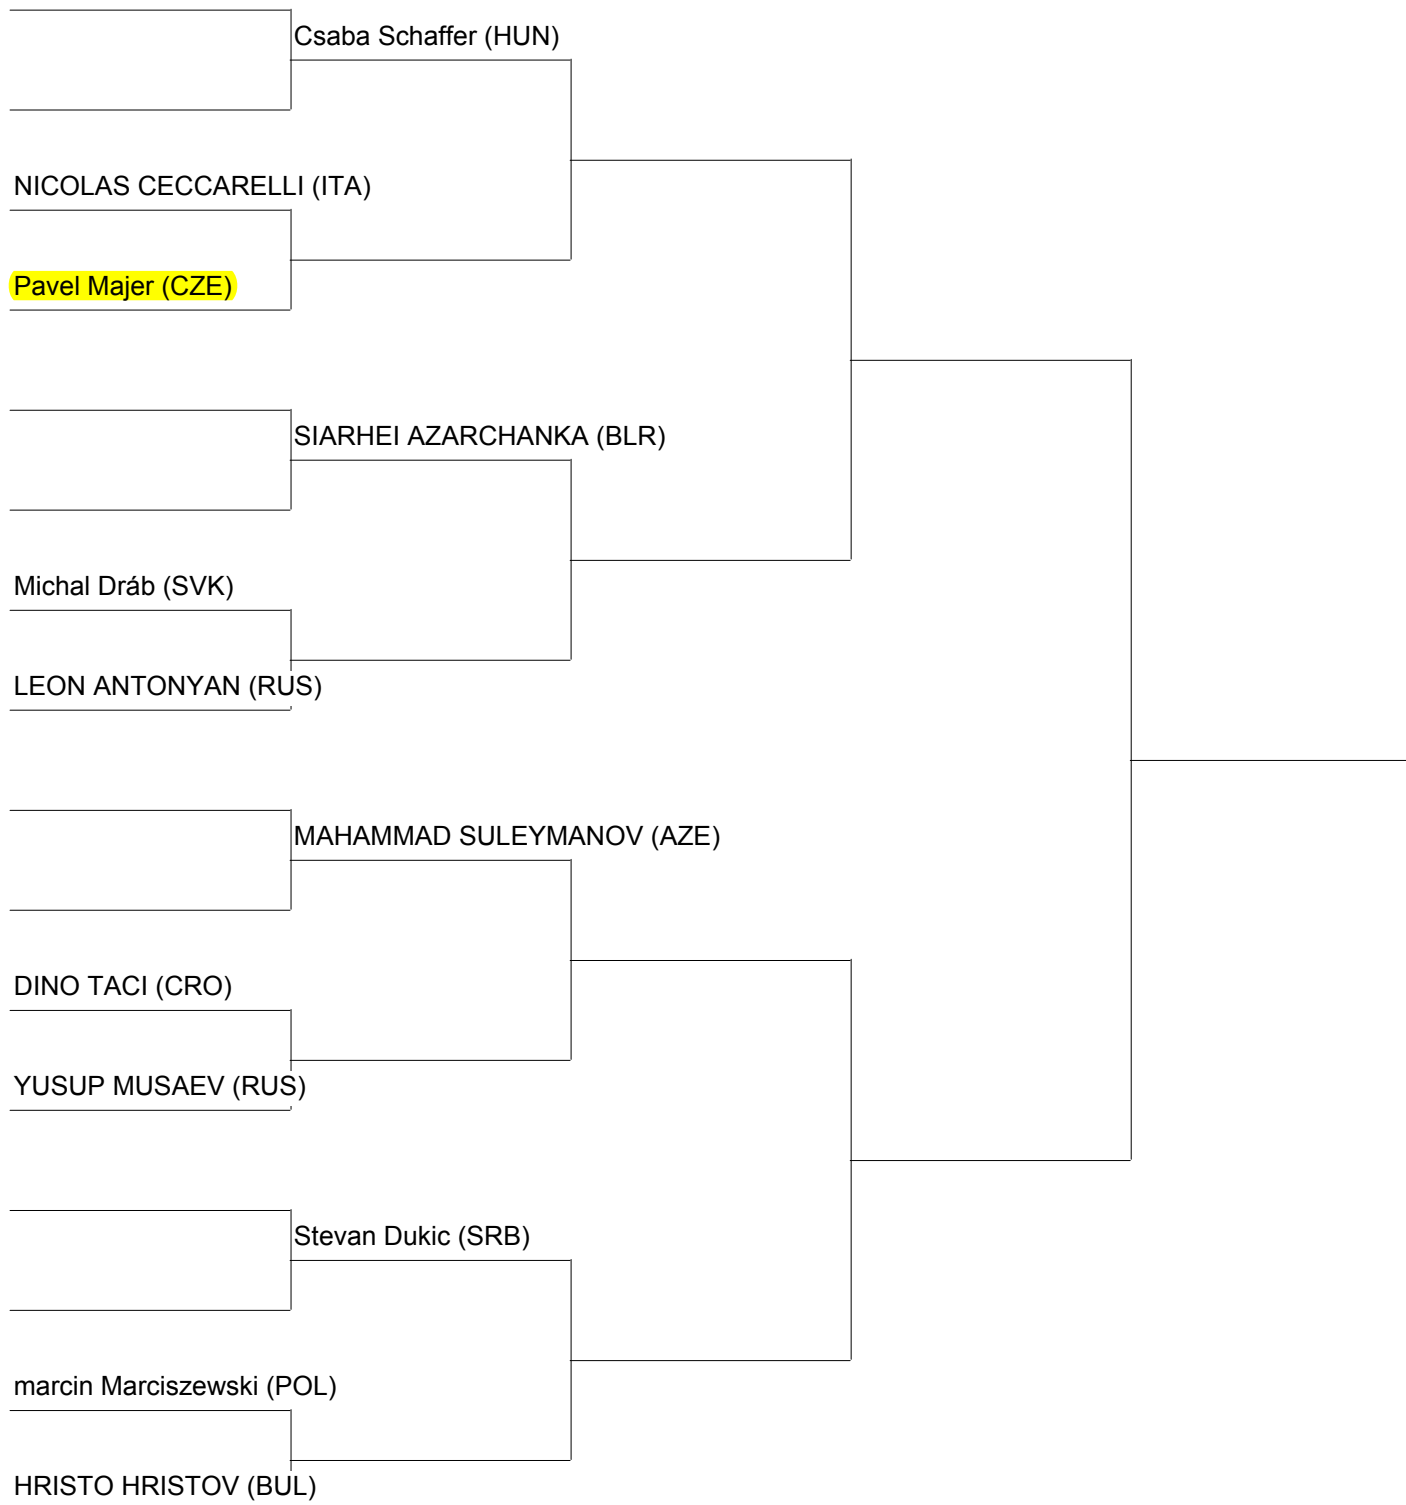 Csaba Schaffer (HUN)
NICOLAS CECCARELLI (ITA)
Pavel Majer (CZE)
SIARHEI AZARCHANKA (BLR)
Michal Dráb (SVK)
LEON ANTONYAN (RUS)
MAHAMMAD SULEYMANOV (AZE)
DINO TACI (CRO)
YUSUP MUSAEV (RUS)
Stevan Dukic (SRB)
marcin Marciszewski (POL)
HRISTO HRISTOV (BUL)